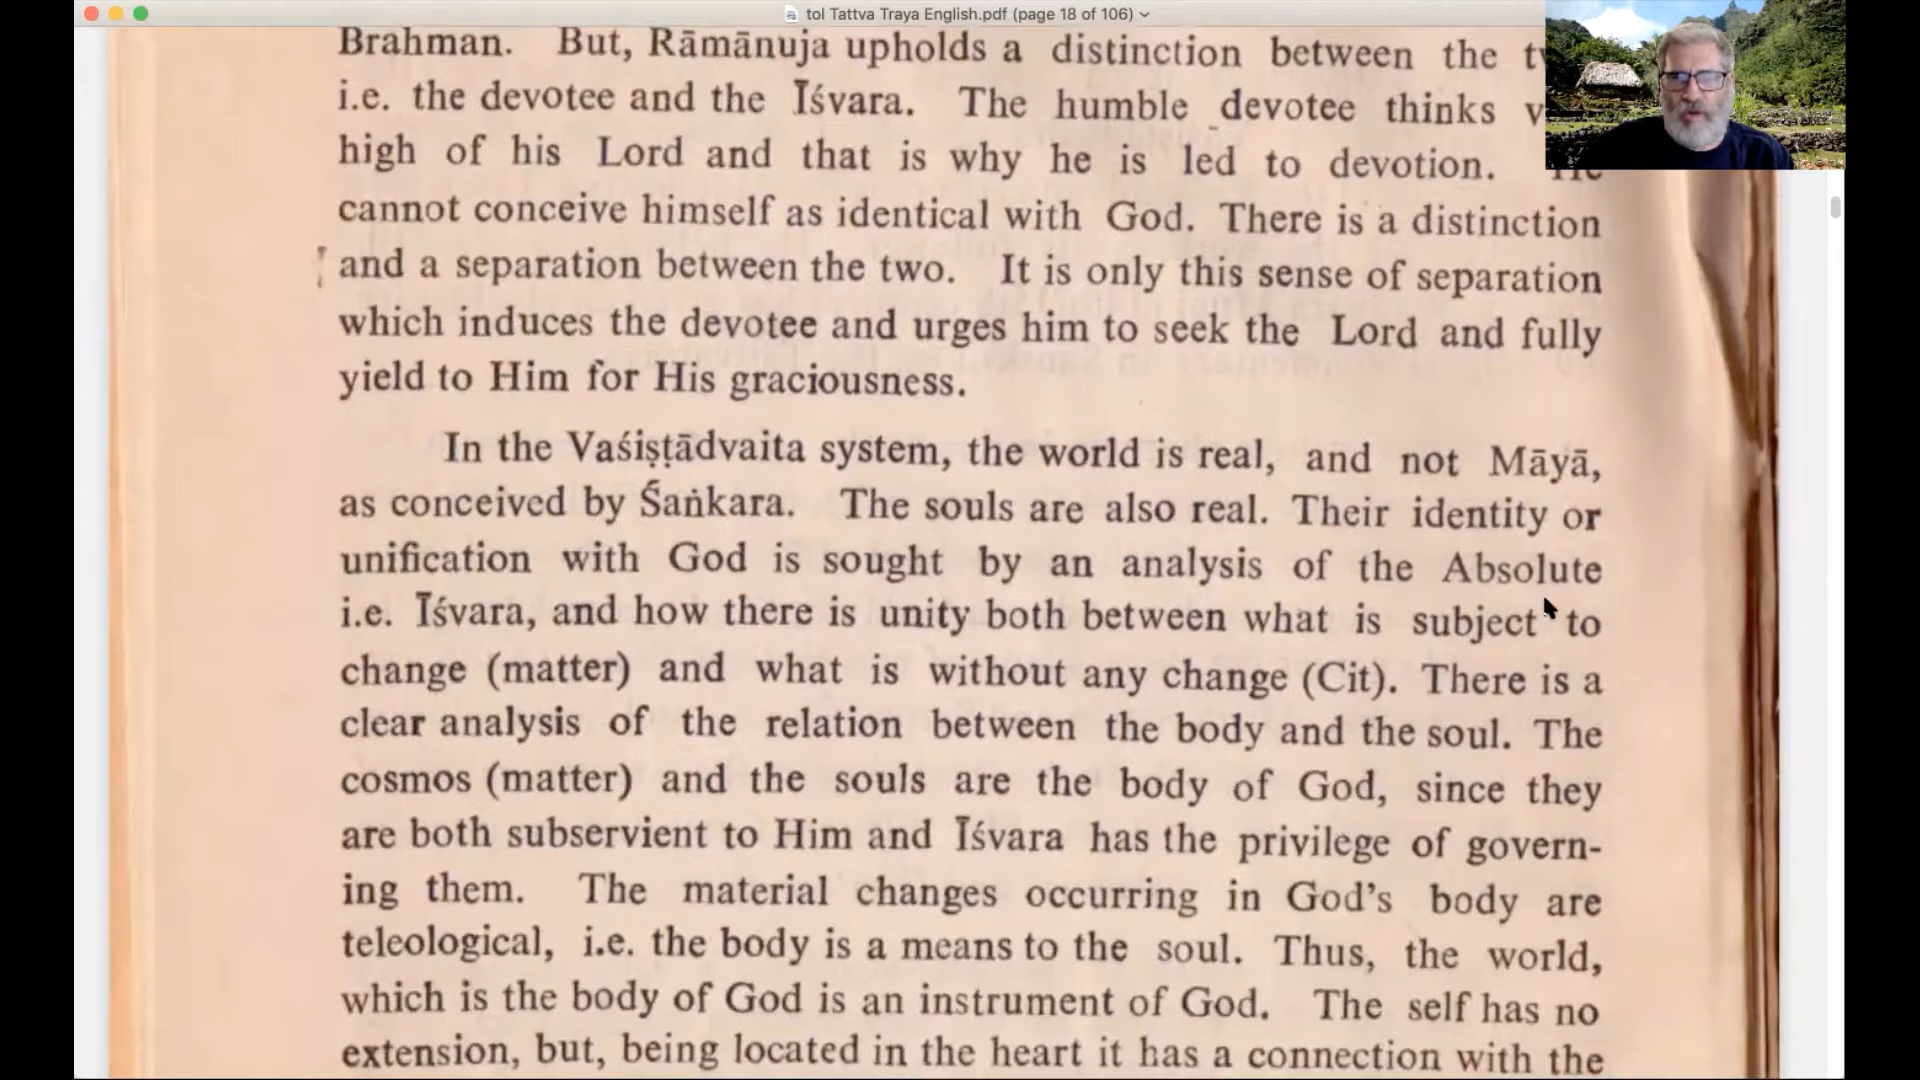 tol Tattva Traya English.pdf (page 18 of 106)
Brahman. But, Rāmānuja upholds a distinction between the
i.e. the devotee and the Īśvara. The humble devotee thinks
high of his Lord and that is why he is led to devotion. He
cannot conceive himself as identical with God. There is a distinction
and a separation between the two. It is only this sense of separation
which induces the devotee and urges him to seek the Lord and fully
yield to Him for His graciousness.
In the Vaśiṣṭādvaita system, the world is real, and not Māyā,
as conceived by Śaṅkara. The souls are also real. Their identity or
unification with God is sought by an analysis of the Absolute
i.e. Īśvara, and how there is unity both between what is subject to
change (matter) and what is without any change (Cit). There is a
clear analysis of the relation between the body and the soul. The
cosmos (matter) and the souls are the body of God, since they
are both subservient to Him and Īśvara has the privilege of govern-
ing them. The material changes occurring in God's body are
teleological, i.e. the body is a means to the soul. Thus, the world,
which is the body of God is an instrument of God. The self has no
extension, but, being located in the heart it has a connection with the